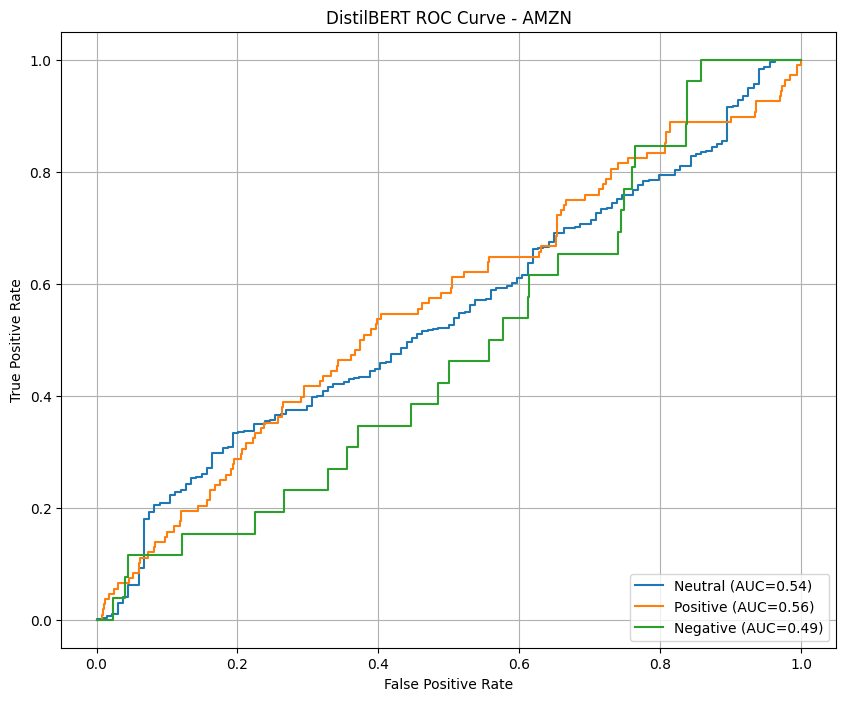 DistilBERT ROC Curve - AMZN
True Positive Rate
1.0
0.8
0.6
0.4
0.2
0.0
Neutral (AUC=0.54)
Positive (AUC=0.56)
Negative (AUC=0.49)
0.0 0.2 0.4 0.6 0.8 1.0
False Positive Rate